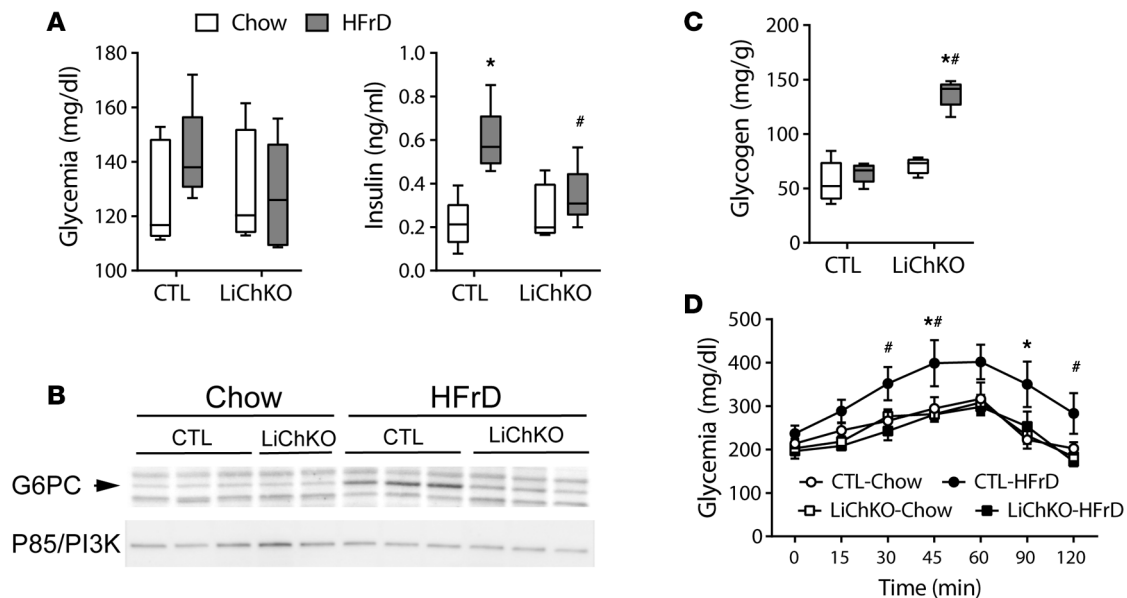 A
Chow HFrD
Glycemia (mg/dl)
180
160
140
120
100
CTL LiChKO
Insulin (ng/ml)
1.0
0.8
0.6
0.4
0.2
0.0
*
#
CTL LiChKO
C
Glycogen (mg/g)
200
150
100
50
0
*#
CTL LiChKO
B
Chow HFrD
CTL LiChKO CTL LiChKO
G6PC
P85/PI3K
D
Glycemia (mg/dl)
500
400
300
200
100
0
# *# * #
CTL-Chow CTL-HFrD
LiChKO-Chow LiChKO-HFrD
0 15 30 45 60 90 120
Time (min)